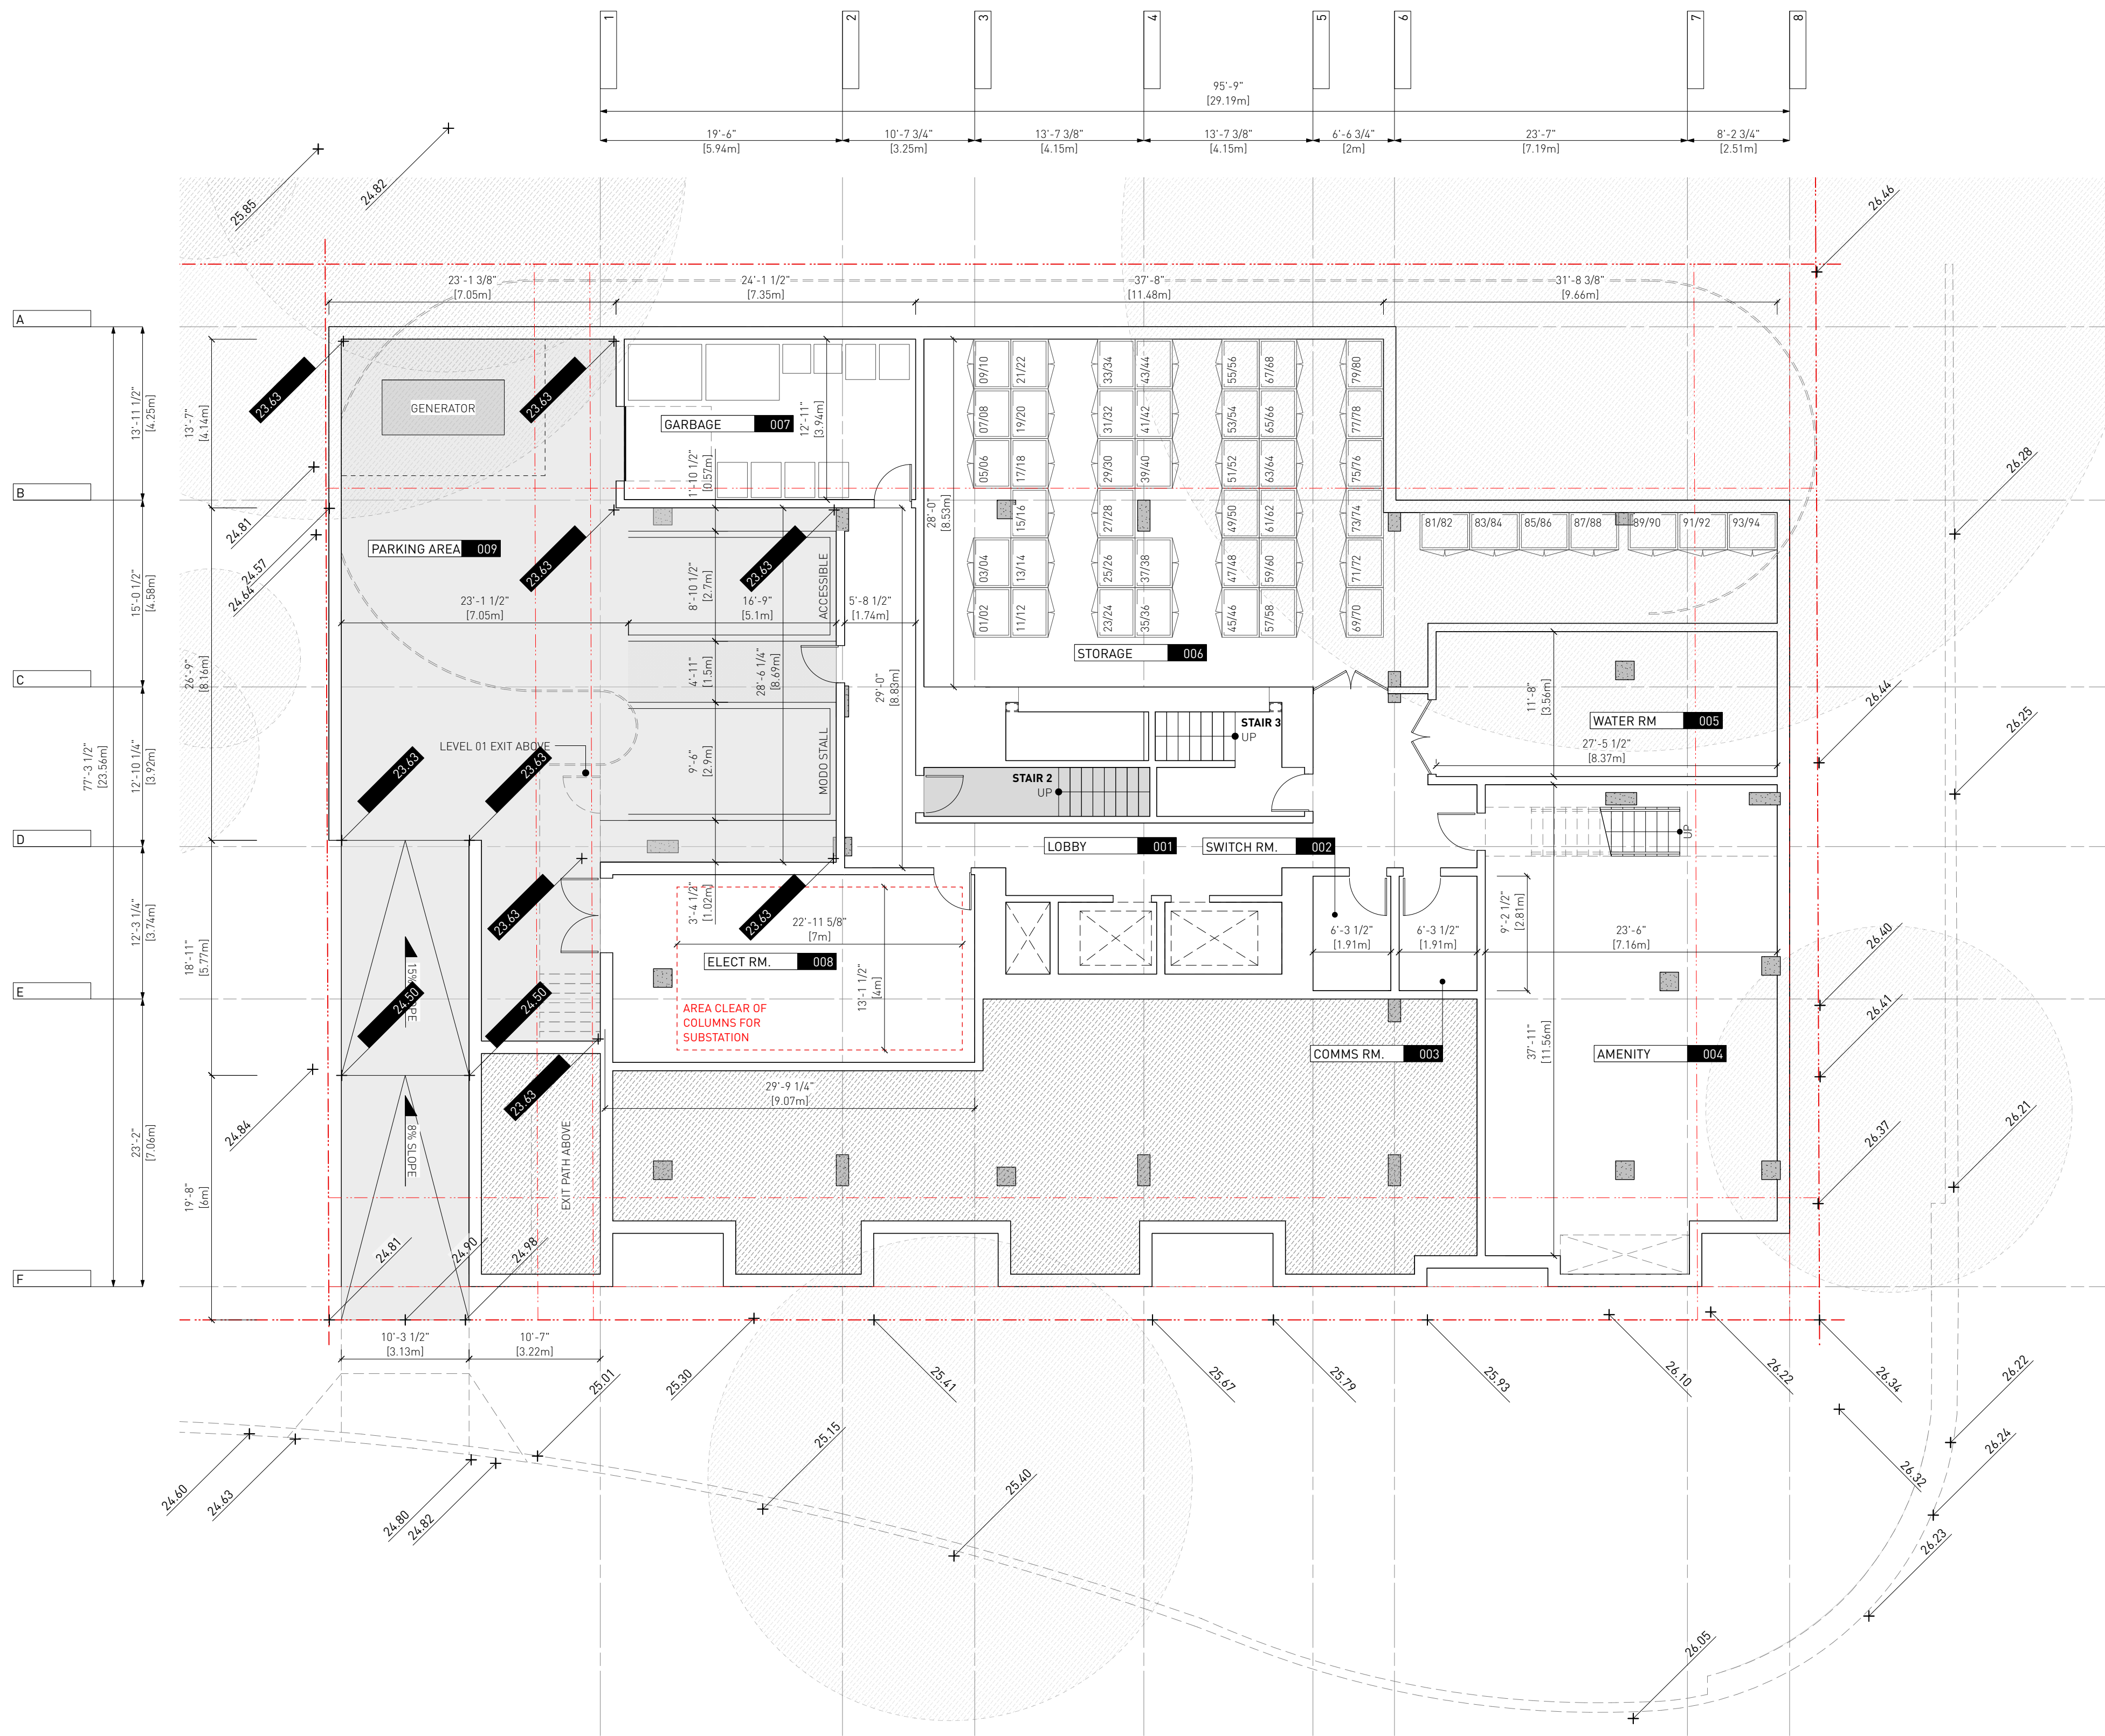 1
2
3
4
5
6
7
8
95'-9"
[29.19m]
19'-6"
[5.94m]
10'-7 3/4"
[3.25m]
13'-7 3/8"
[4.15m]
13'-7 3/8"
[4.15m]
6'-6 3/4"
[2m]
23'-7"
[7.19m]
8'-2 3/4"
[2.51m]
25.85
24.82
26.46
23'-1 3/8"
[7.05m]
24'-1 1/2"
[7.35m]
37'-8"
[11.48m]
31'-8 3/8"
[9.66m]
A
B
C
D
E
F
77'-3 1/2"
[23.56m]
13'-11 1/2"
[4.25m]
15'-0 1/2"
[4.58m]
12'-10 1/4"
[3.92m]
12'-3 1/4"
[3.74m]
23'-2"
[7.06m]
13'-7"
[4.14m]
26'-9"
[8.16m]
18'-11"
[5.77m]
19'-8"
[6m]
24.81
24.57
24.64
24.84
23.63
23.63
GENERATOR
GARBAGE 007
12'-11"
[3.94m]
1'-10 1/2"
[0.57m]
PARKING AREA 009
23.63
23.63
23'-1 1/2"
[7.05m]
8'-10 1/2"
[2.7m]
16'-9"
[5.1m]
ACCESSIBLE
5'-8 1/2"
[1.74m]
4'-11"
[1.5m]
28'-6 1/4"
[8.69m]
29'-0"
[8.83m]
28'-0"
[8.53m]
LEVEL 01 EXIT ABOVE
9'-6"
[2.9m]
MODO STALL
23.63
23.63
09/10
21/22
33/34
43/44
55/56
67/68
79/80
07/08
19/20
31/32
41/42
53/54
65/66
77/78
05/06
17/18
29/30
39/40
51/52
63/64
75/76
15/16
27/28
49/50
61/62
73/74
03/04
13/14
25/26
37/38
47/48
59/60
71/72
01/02
11/12
23/24
35/36
45/46
57/58
69/70
81/82
83/84
85/86
87/88
89/90
91/92
93/94
STORAGE 006
11'-8"
[3.56m]
WATER RM 005
27'-5 1/2"
[8.37m]
STAIR 3
UP
STAIR 2
UP
UP
LOBBY 001
SWITCH RM. 002
23.63
3'-4 1/2"
[1.02m]
23.63
22'-11 5/8"
[7m]
ELECT RM. 008
13'-1 1/2"
[4m]
AREA CLEAR OF
COLUMNS FOR
SUBSTATION
6'-3 1/2"
[1.91m]
6'-3 1/2"
[1.91m]
9'-2 1/2"
[2.81m]
23'-6"
[7.16m]
37'-11"
[11.56m]
COMMS RM. 003
AMENITY 004
15% SLOPE
24.50
24.50
23.63
8% SLOPE
EXIT PATH ABOVE
29'-9 1/4"
[9.07m]
24.81
24.90
24.98
10'-3 1/2"
[3.13m]
10'-7"
[3.22m]
26.28
26.44
26.25
26.40
26.41
26.37
26.21
25.01
25.30
25.41
25.67
25.79
25.93
26.10
26.22
26.34
26.22
24.60
24.63
24.80
24.82
25.15
25.40
26.32
26.24
26.23
26.05